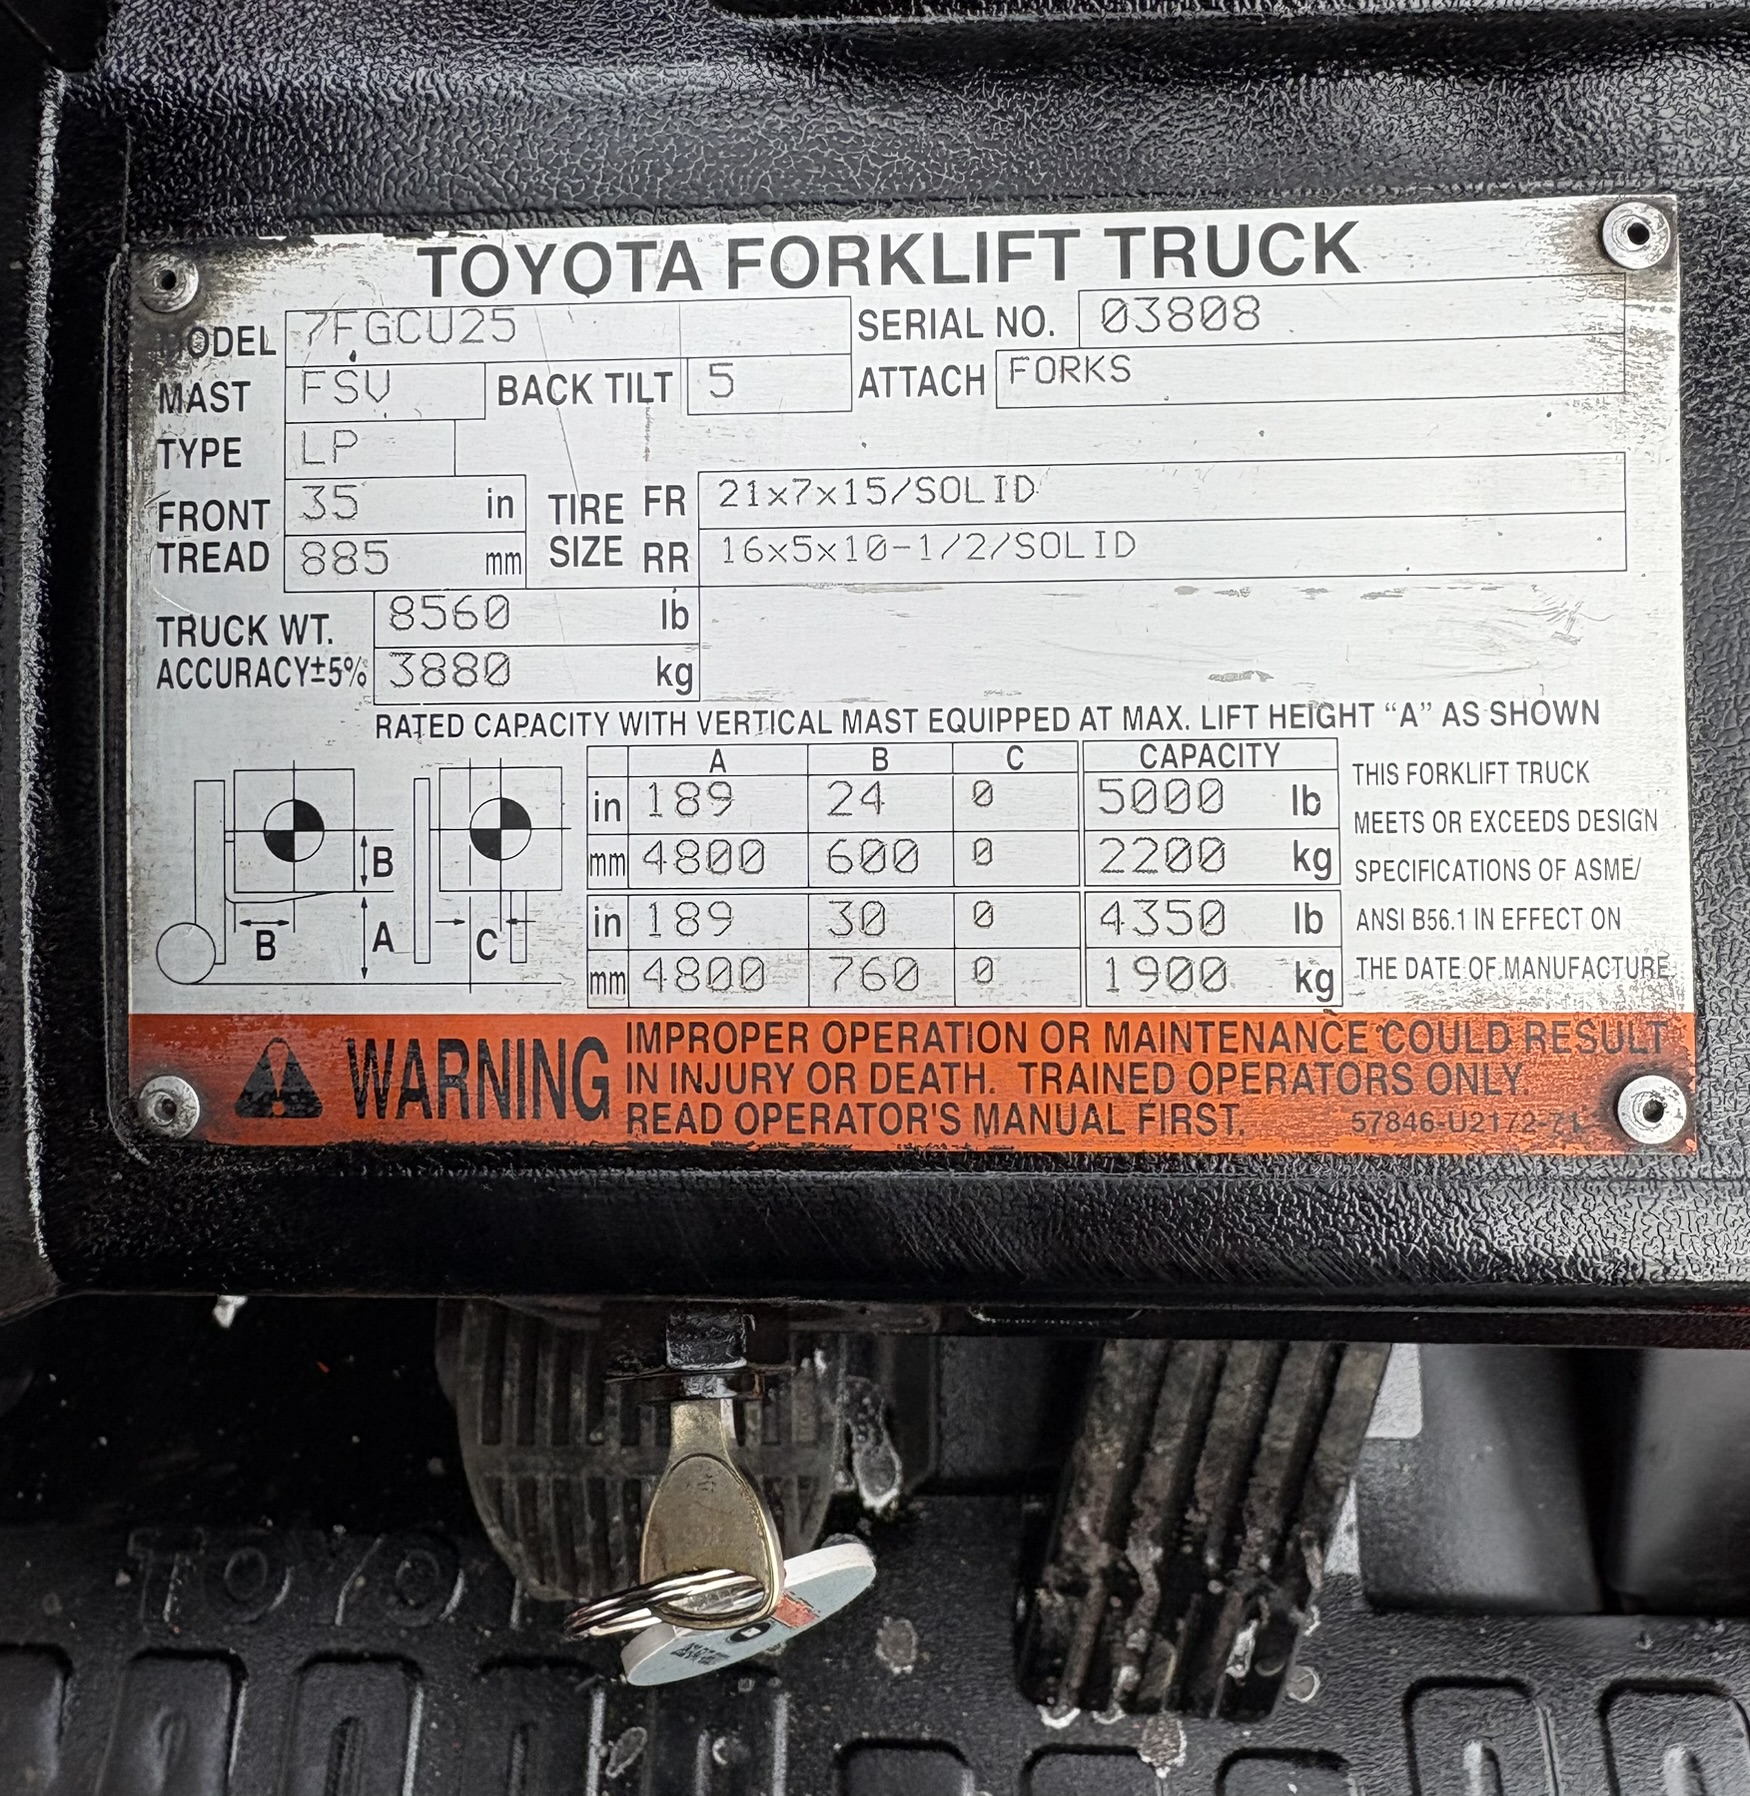 TOYOTA FORKLIFT TRUCK
MODEL 7FGCU25 SERIAL NO. 03808
MAST FSV BACK TILT 5 ATTACH FORKS
TYPE LP
FRONT TREAD 35 in TIRE SIZE FR 21x7x15/SOLID
885 mm RR 16x5x10-1/2/SOLID
TRUCK WT. 8560 lb
ACCURACY±5% 3880 kg
RATED CAPACITY WITH VERTICAL MAST EQUIPPED AT MAX. LIFT HEIGHT “A” AS SHOWN
A B C CAPACITY
in 189 24 0 5000 lb
mm 4800 600 0 2200 kg
in 189 30 0 4350 lb
mm 4800 760 0 1900 kg
B
B
A
C
THIS FORKLIFT TRUCK
MEETS OR EXCEEDS DESIGN
SPECIFICATIONS OF ASME/
ANSI B56.1 IN EFFECT ON
THE DATE OF MANUFACTURE
WARNING
IMPROPER OPERATION OR MAINTENANCE COULD RESULT
IN INJURY OR DEATH. TRAINED OPERATORS ONLY.
READ OPERATOR'S MANUAL FIRST. 57846-U2172-71
TOYO